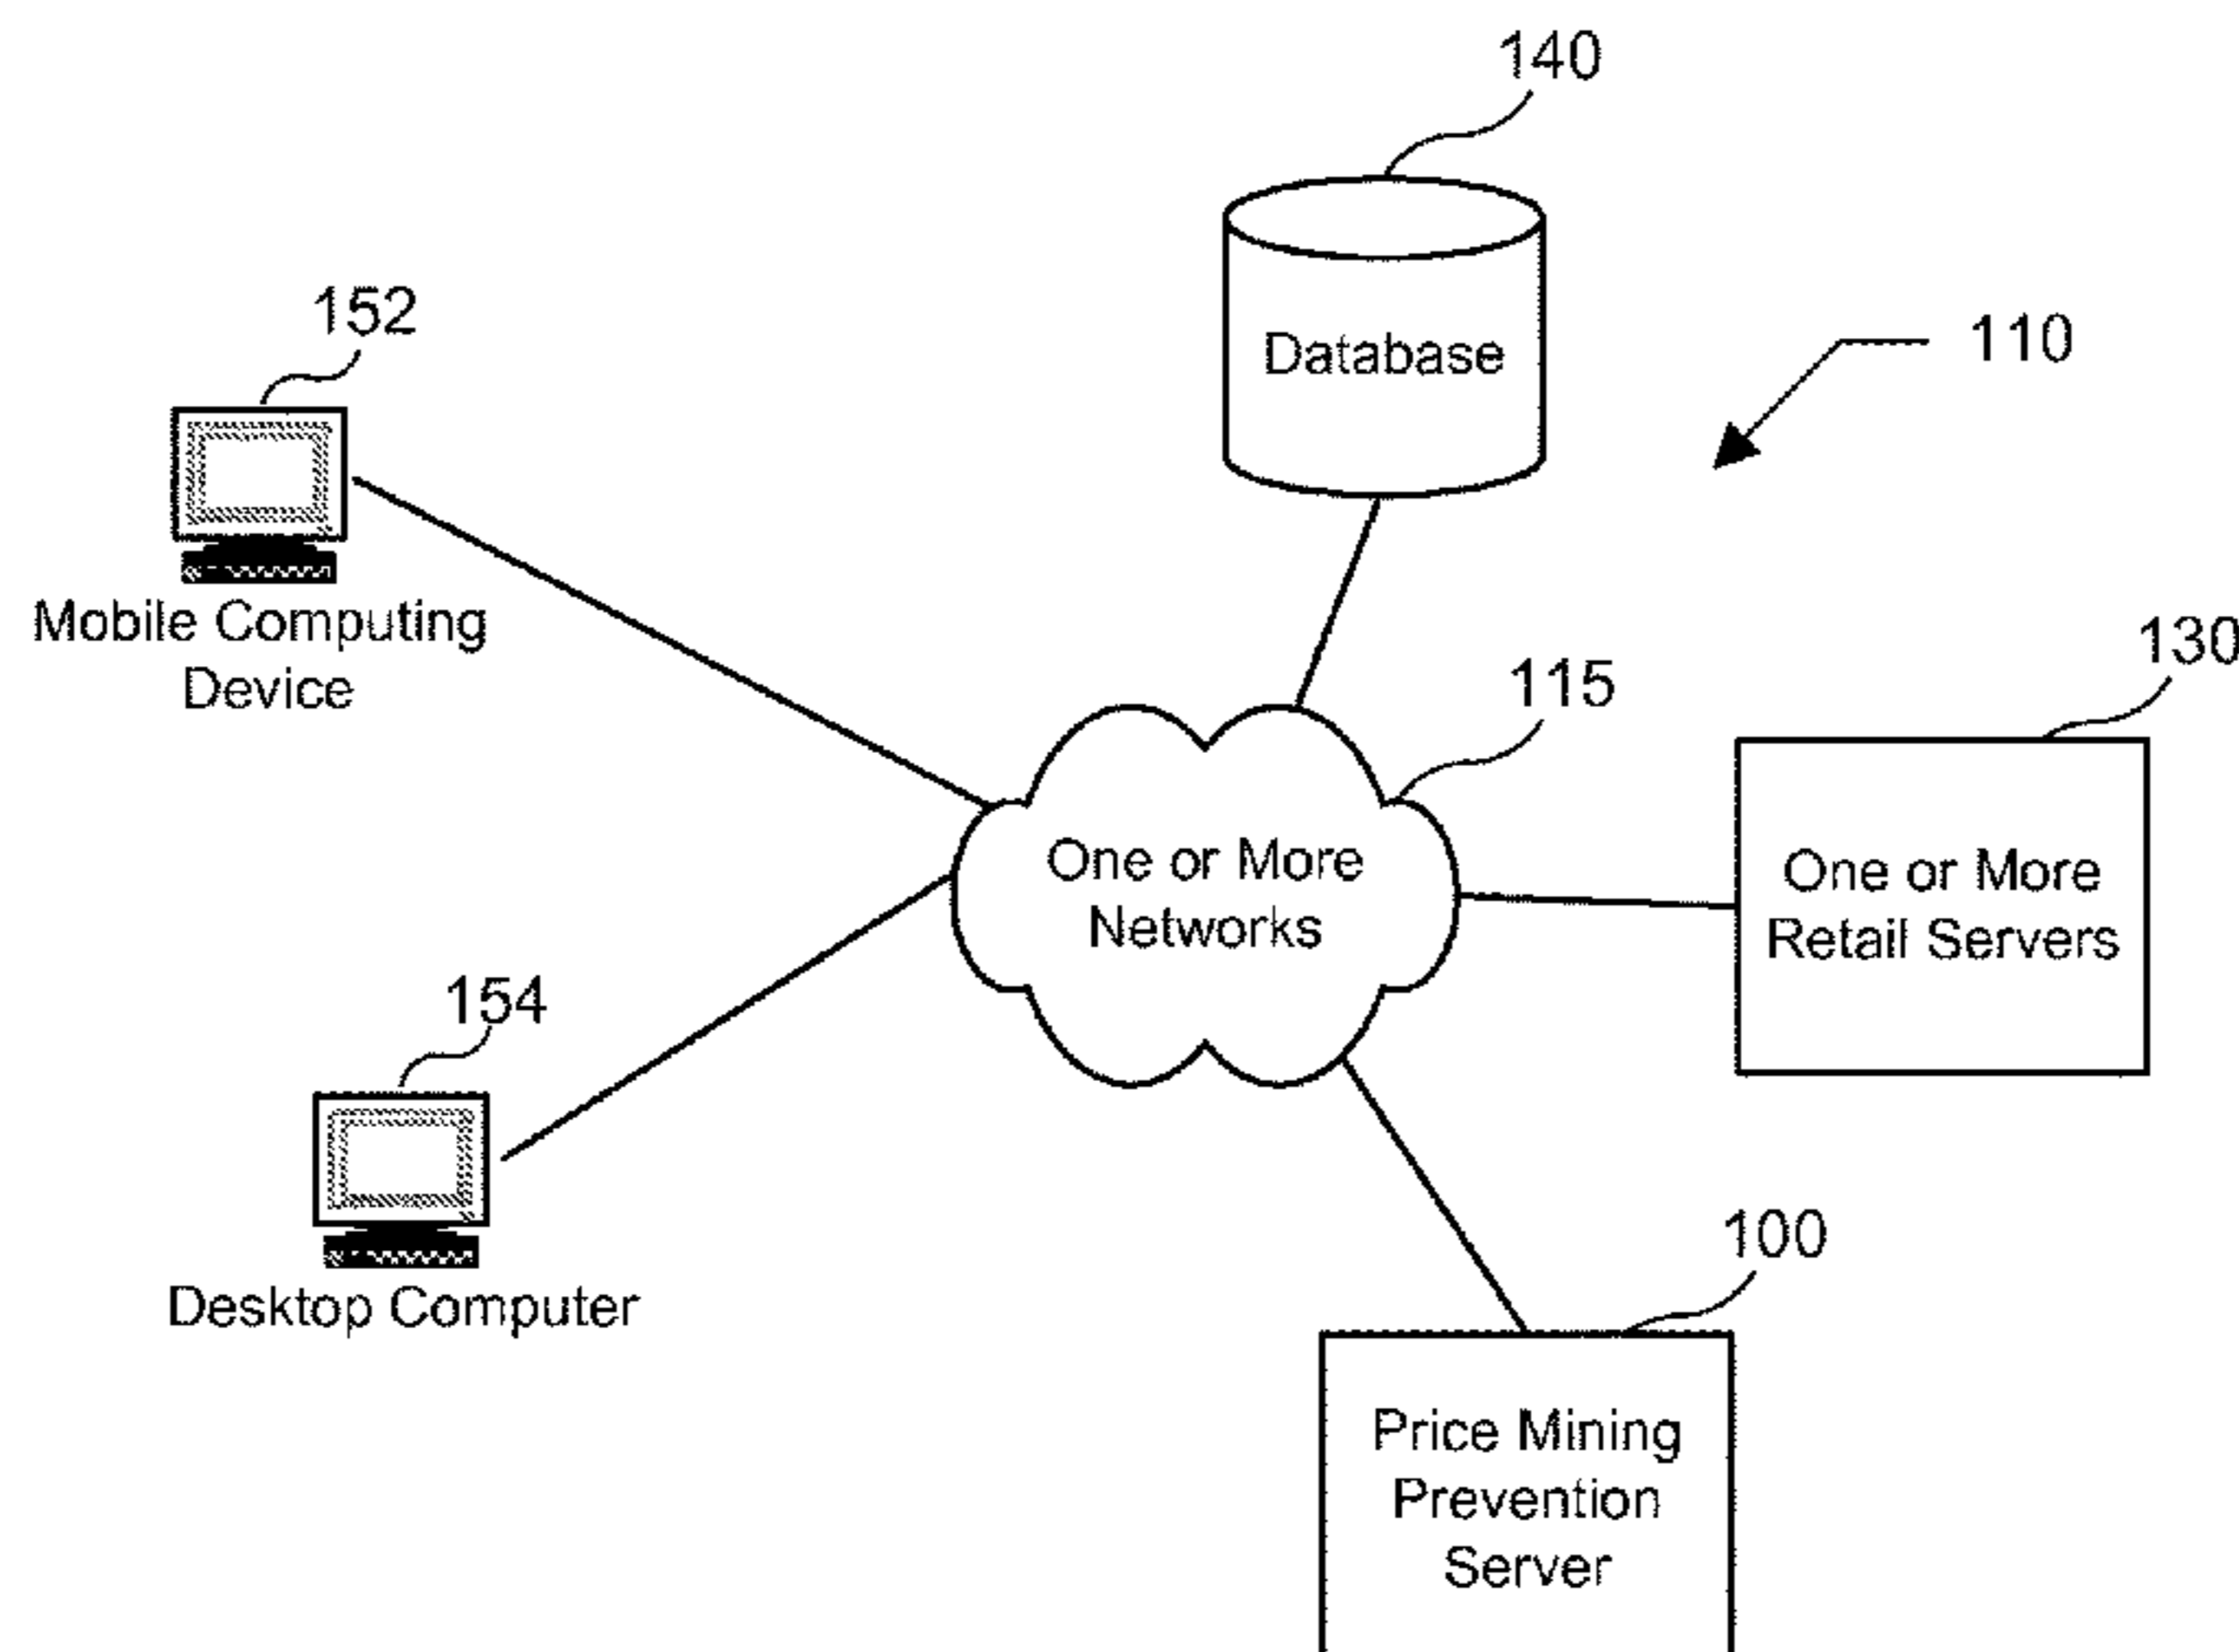 140
152
110
Database
Mobile Computing
Device
130
115
One or More
Networks
One or More
Retail Servers
154
Desktop Computer
100
Price Mining
Prevention
Server